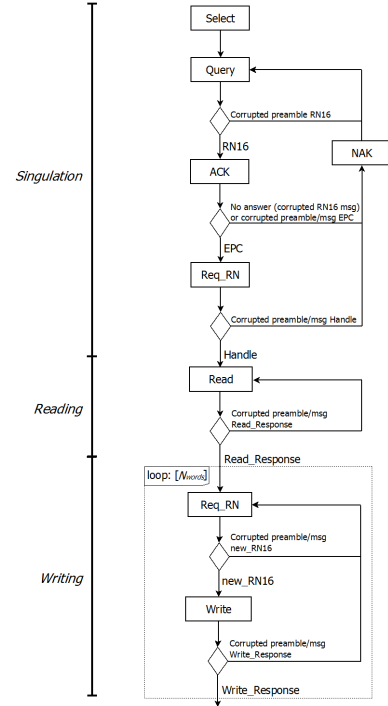 Select
Query
Corrupted preamble RN16
RN16
NAK
ACK
Singulation
No answer (corrupted RN16 msg)
or corrupted preamble/msg EPC
EPC
Req_RN
Corrupted preamble/msg Handle
Handle
Read
Reading
Corrupted preamble/msg
Read_Response
Read_Response
loop: [Nwords]
Req_RN
Corrupted preamble/msg
new_RN16
new_RN16
Writing
Write
Corrupted preamble/msg
Write_Response
Write_Response